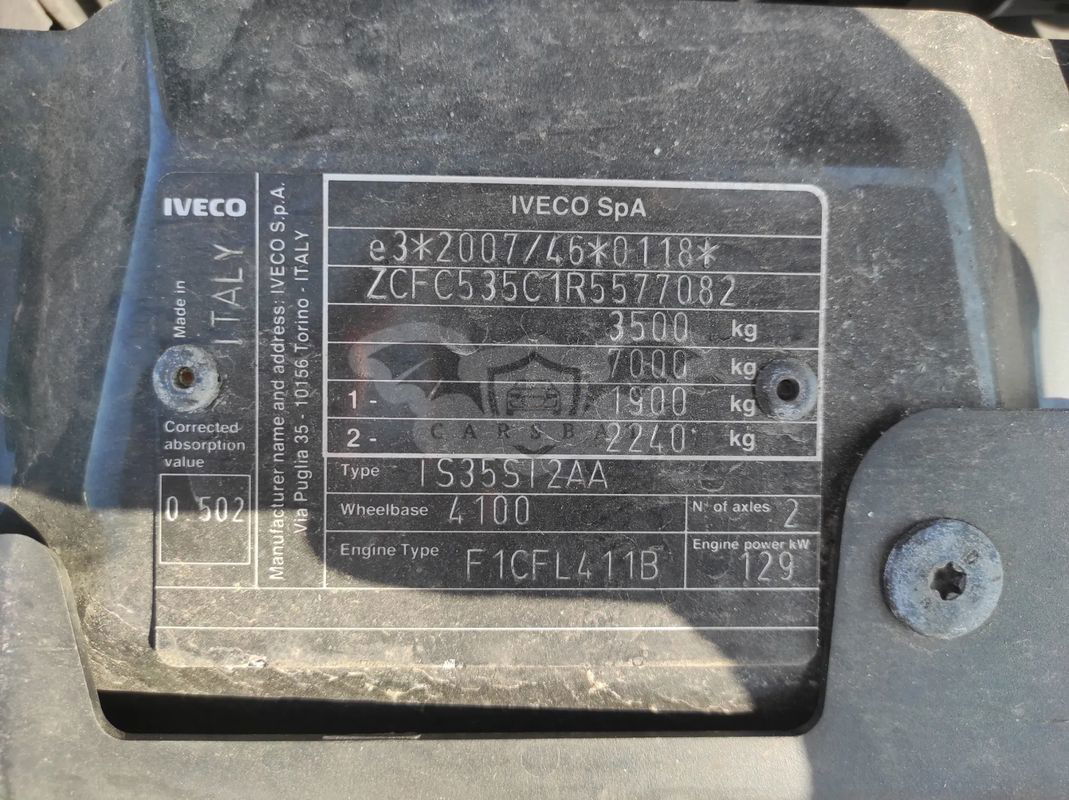 IVECO
Made in
ITALY
Corrected
absorption
value
0.502
Manufacturer name and address: IVECO S.p.A.
Via Puglia 35 - 10156 Torino - ITALY
IVECO SpA
e3*2007/46*0118*
ZCFC535C1R5577082
3500 kg
7000 kg
1- 1900 kg
2- 2240 kg
Type IS35SI2AA
Wheelbase 4100
N° of axles 2
Engine Type F1CFL411B
Engine power kW 129